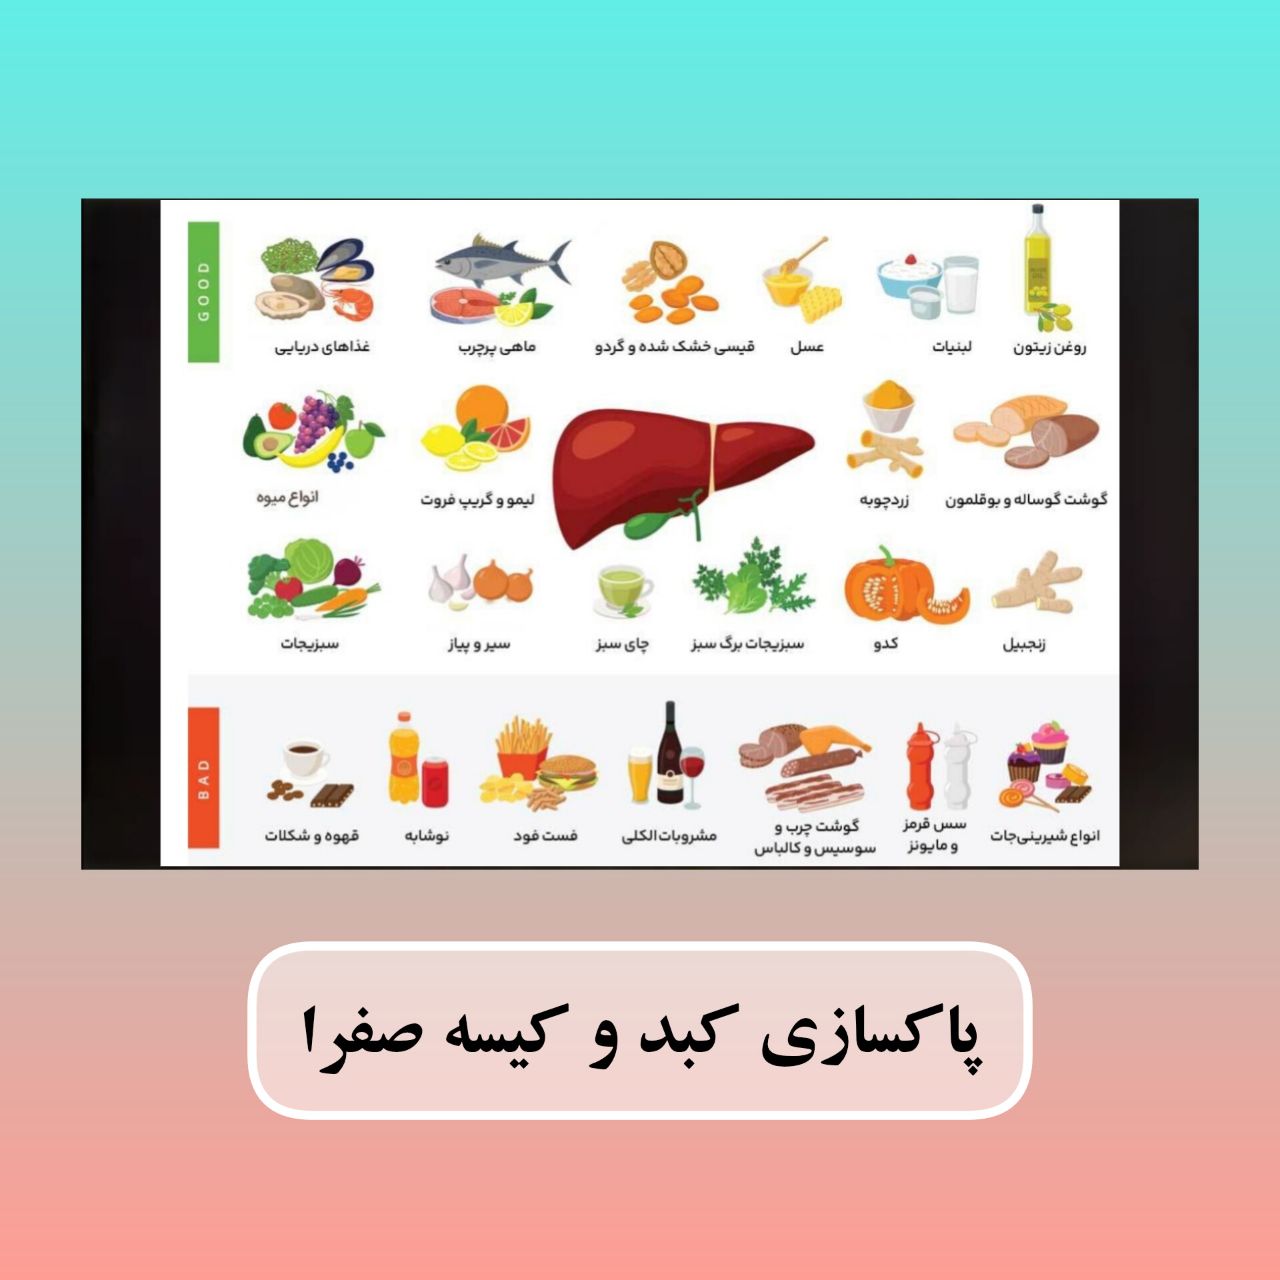 GOOD
روغن زیتون
لبنیات
عسل
قیسی خشک شده و گردو
ماهی پرچرب
غذاهای دریایی
گوشت گوساله و بوقلمون
زردچوبه
لیمو و گریپ فروت
انواع میوه
زنجبیل
کدو
سبزیجات برگ سبز
چای سبز
سیر و پیاز
سبزیجات
BAD
انواع شیرینی‌جات
سس قرمز
و مایونز
گوشت چرب و
سوسیس و کالباس
مشروبات الکلی
فست فود
نوشابه
قهوه و شکلات
پاکسازی کبد و کیسه صفرا